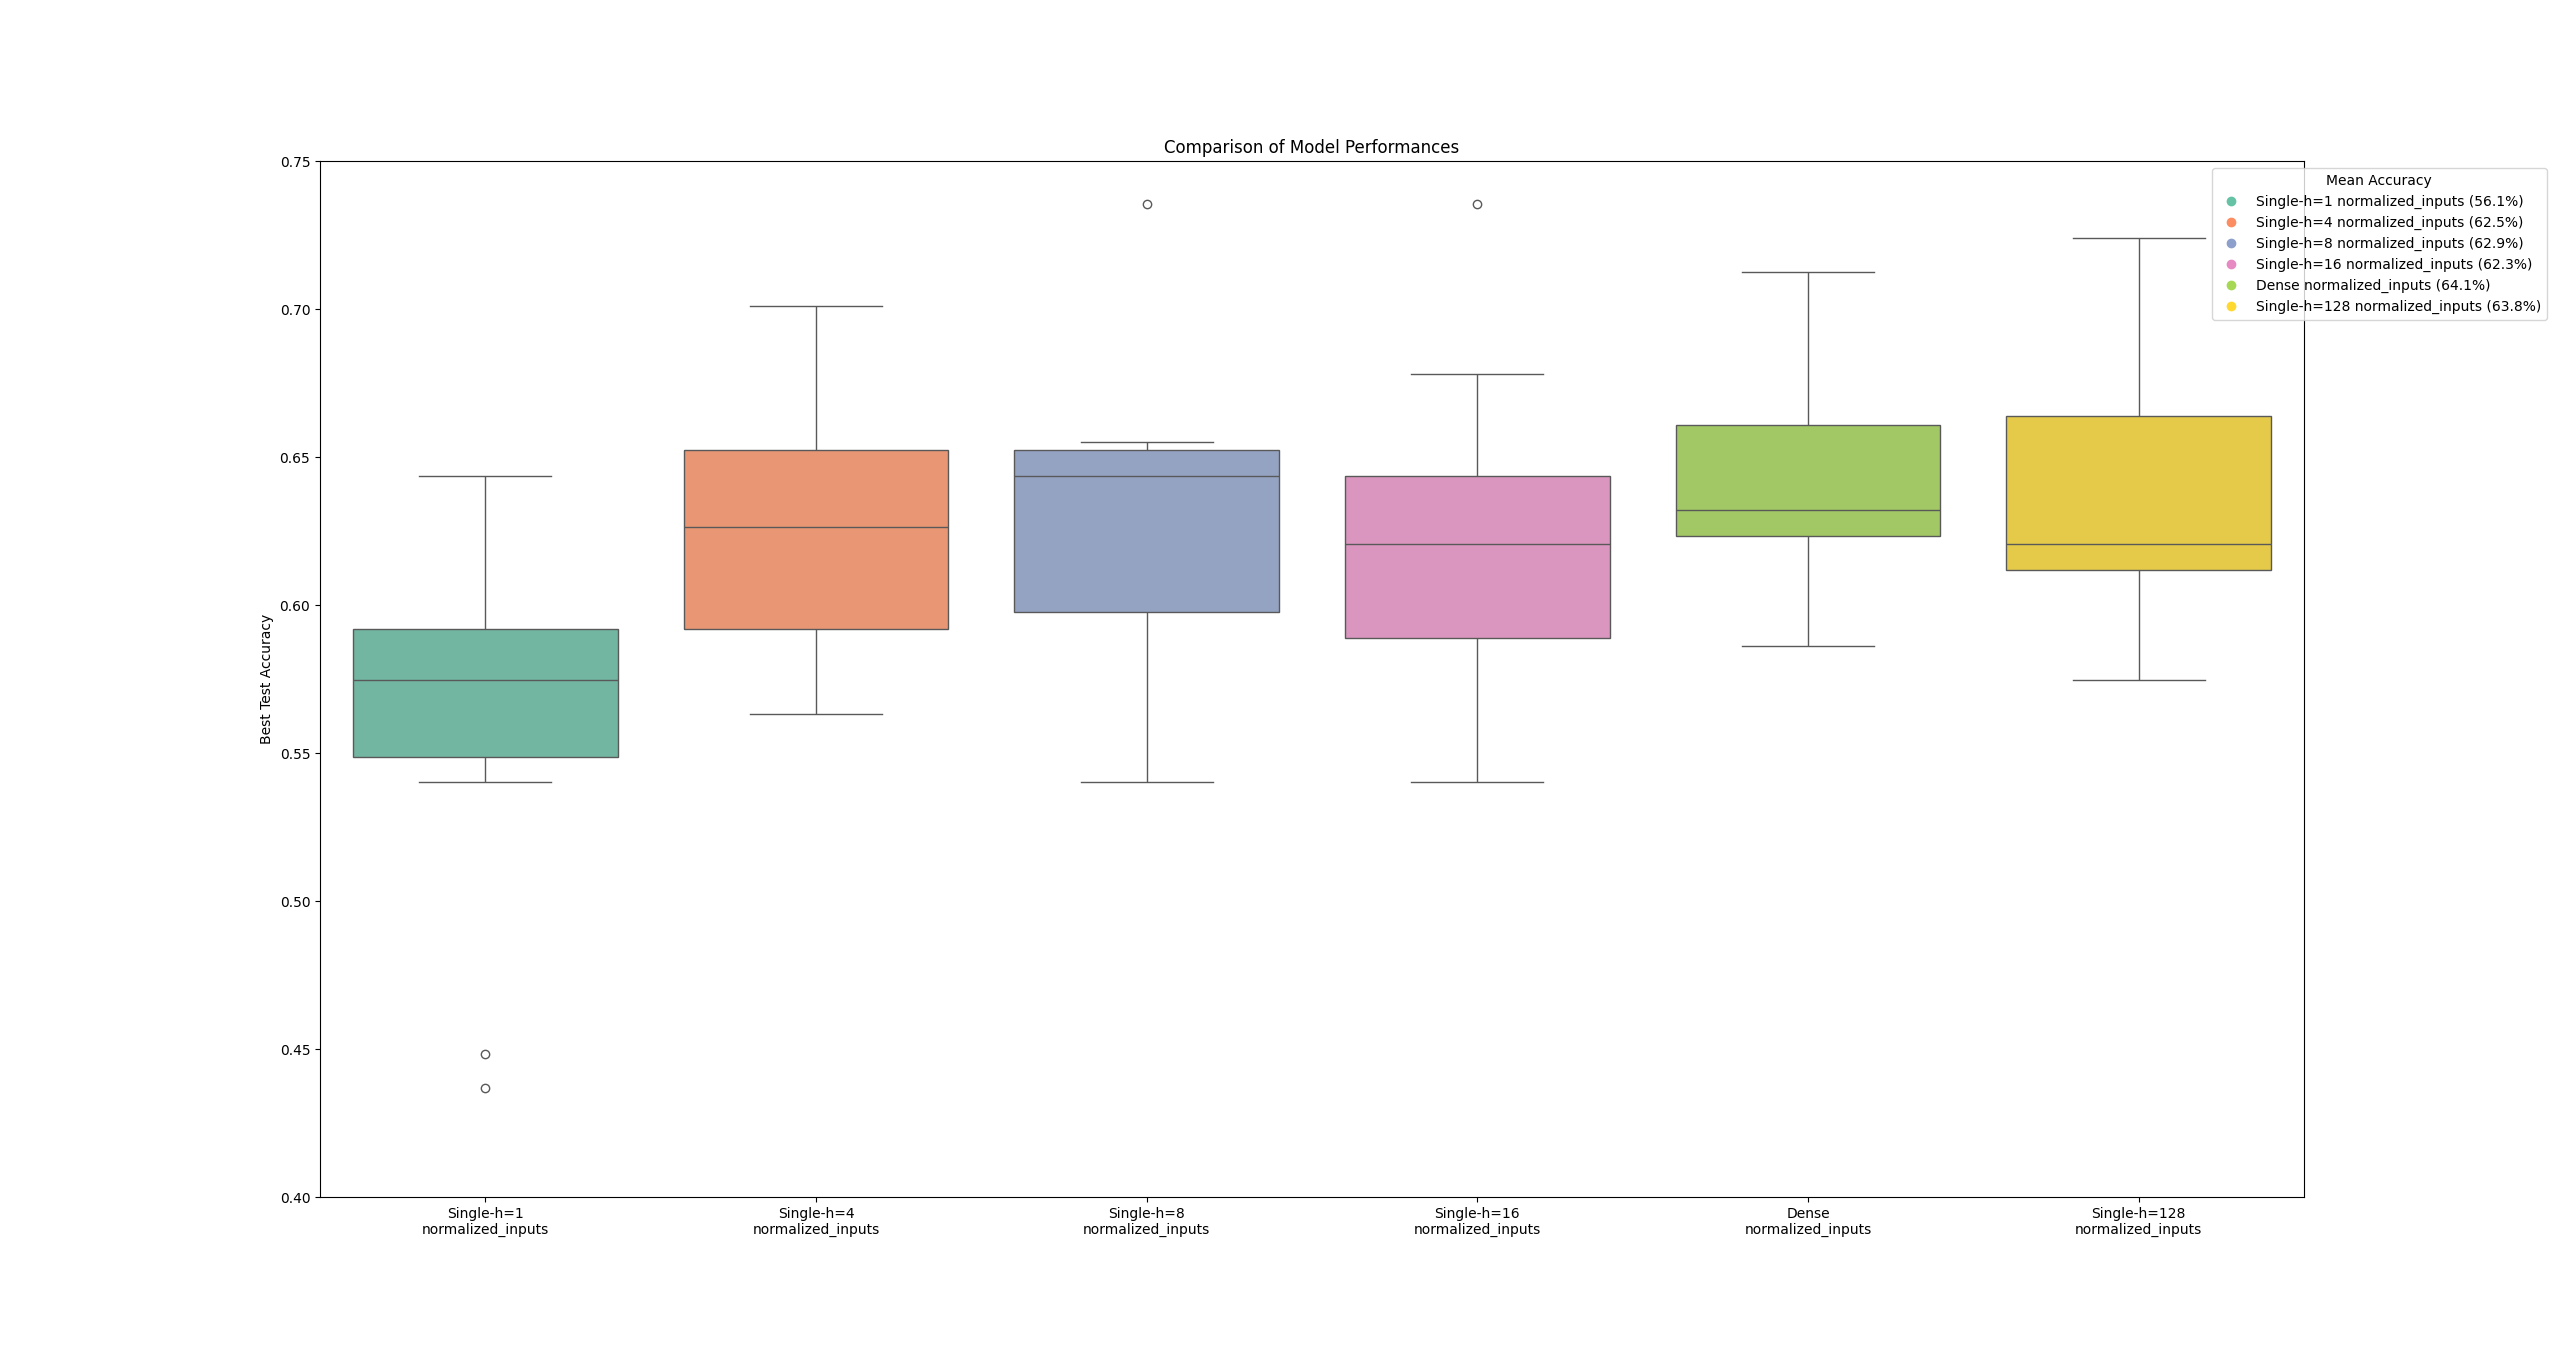 Comparison of Model Performances
Best Test Accuracy
0.75
0.70
0.65
0.60
0.55
0.50
0.45
0.40
Single-h=1
normalized_inputs
Single-h=4
normalized_inputs
Single-h=8
normalized_inputs
Single-h=16
normalized_inputs
Dense
normalized_inputs
Single-h=128
normalized_inputs
Mean Accuracy
Single-h=1 normalized_inputs (56.1%)
Single-h=4 normalized_inputs (62.5%)
Single-h=8 normalized_inputs (62.9%)
Single-h=16 normalized_inputs (62.3%)
Dense normalized_inputs (64.1%)
Single-h=128 normalized_inputs (63.8%)